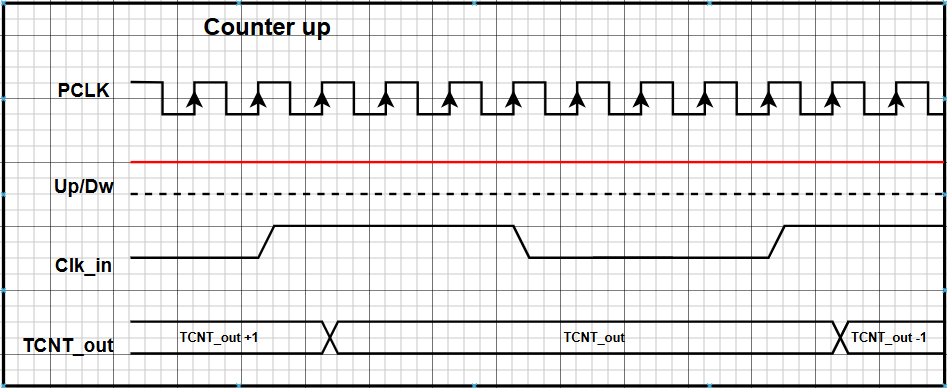 Counter up
PCLK
Up/Dw
Clk_in
TCNT_out
TCNT_out +1
TCNT_out
TCNT_out -1